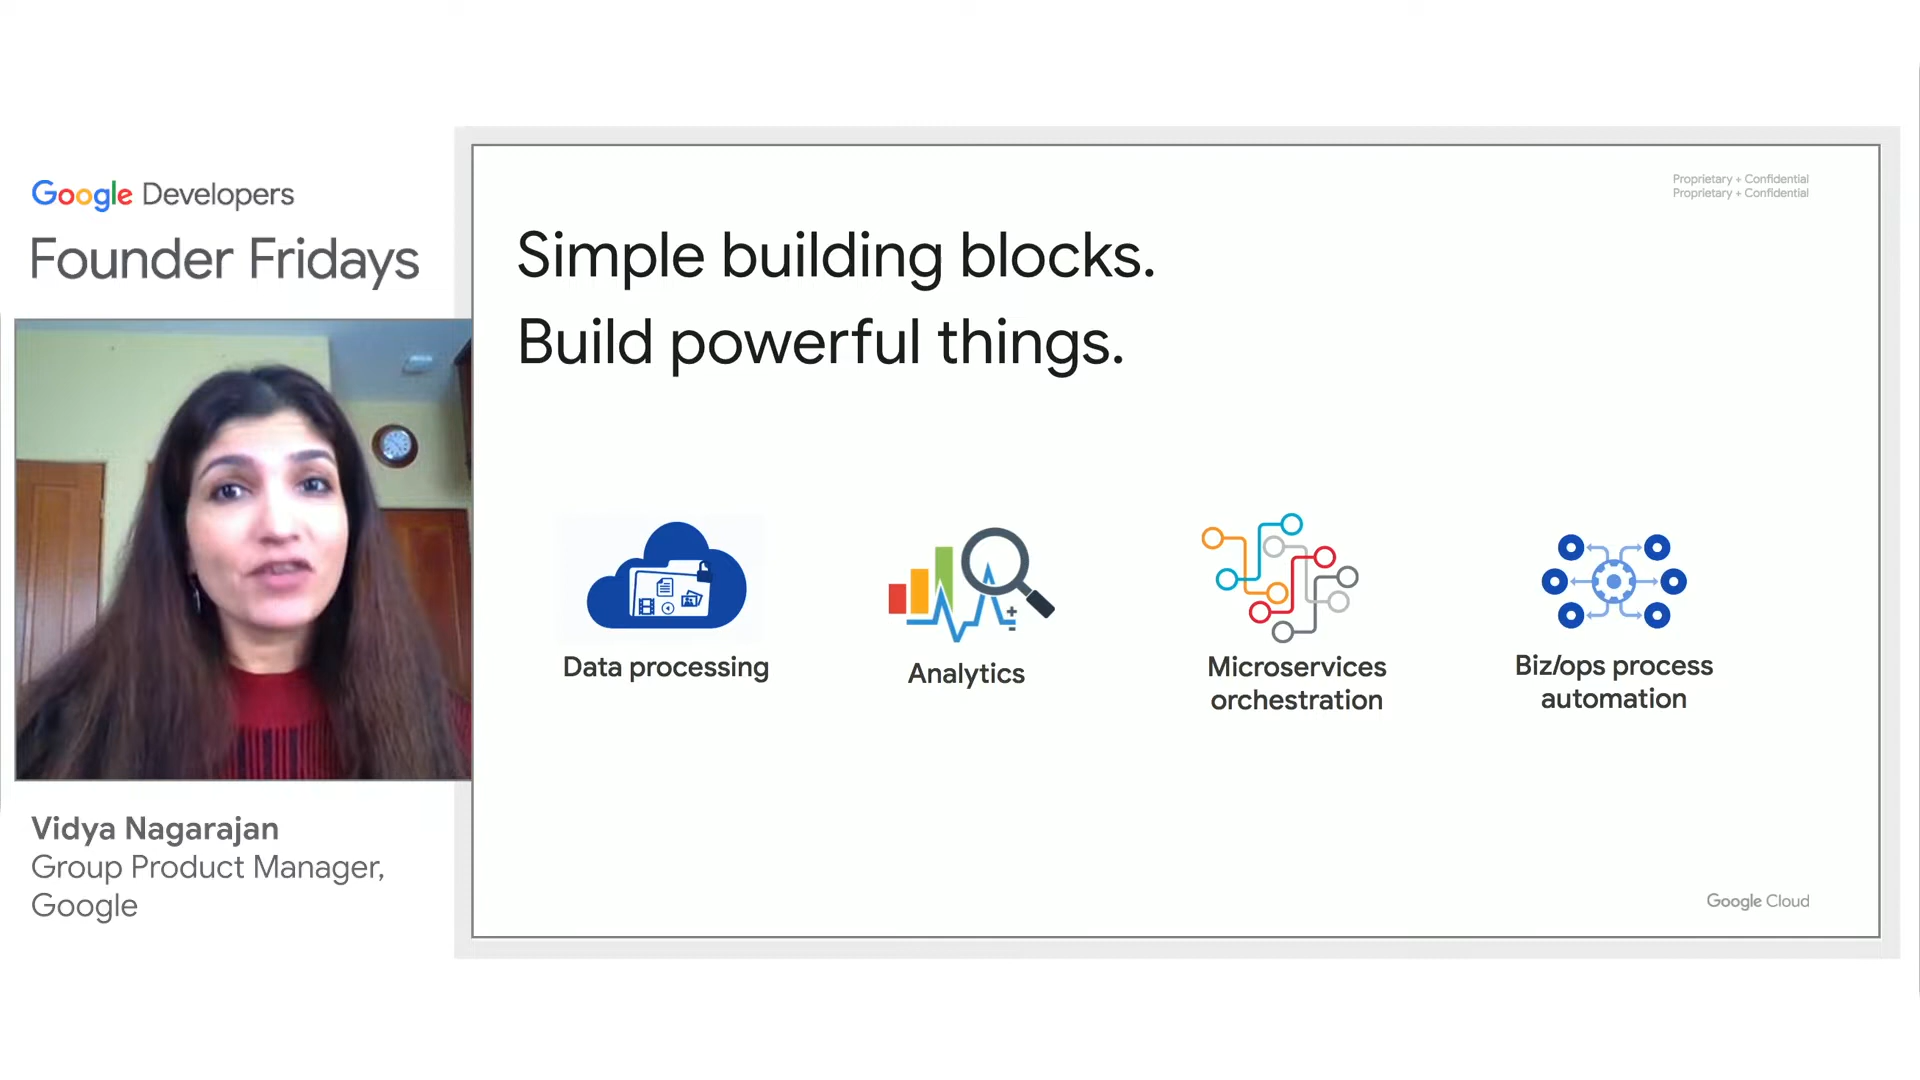 Google Developers
Founder Fridays
Vidya Nagarajan
Group Product Manager,
Google
Proprietary + Confidential
Proprietary + Confidential
Simple building blocks.
Build powerful things.
Data processing
Analytics
Microservices
orchestration
Biz/ops process
automation
Google Cloud